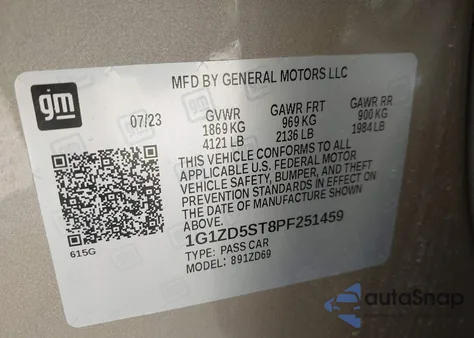 gm
MFD BY GENERAL MOTORS LLC
07/23 GVWR GAWR FRT GAWR RR
1869 KG 969 KG 900 KG
4121 LB 2136 LB 1984 LB
THIS VEHICLE CONFORMS TO ALL
APPLICABLE U.S. FEDERAL MOTOR
VEHICLE SAFETY, BUMPER, AND THEFT
PREVENTION STANDARDS IN EFFECT ON
THE DATE OF MANUFACTURE SHOWN
ABOVE.
1G1ZD5ST8PF251459
TYPE: PASS CAR
MODEL: 891ZD69
615G
autoSnap